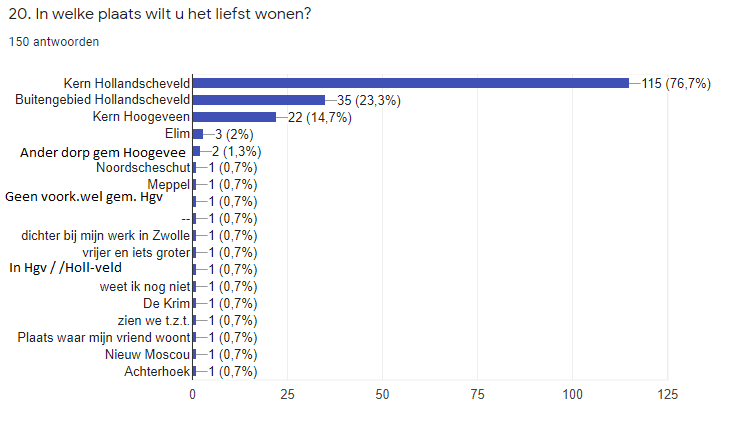 20. In welke plaats wilt u het liefst wonen?
150 antwoorden
Kern Hollandscheveld 115 (76,7%)
Buitengebied Hollandscheveld 35 (23,3%)
Kern Hoogeveen 22 (14,7%)
Elim 3 (2%)
Ander dorp gem Hoogevee 2 (1,3%)
Noordscheschut 1 (0,7%)
Meppel 1 (0,7%)
Geen voork.wel gem. Hgv 1 (0,7%)
-- 1 (0,7%)
dichter bij mijn werk in Zwolle 1 (0,7%)
vrijer en iets groter 1 (0,7%)
In Hgv / /Holl-veld 1 (0,7%)
weet ik nog niet 1 (0,7%)
De Krim 1 (0,7%)
zien we t.z.t. 1 (0,7%)
Plaats waar mijn vriend woont 1 (0,7%)
Nieuw Moscou 1 (0,7%)
Achterhoek 1 (0,7%)
0 25 50 75 100 125